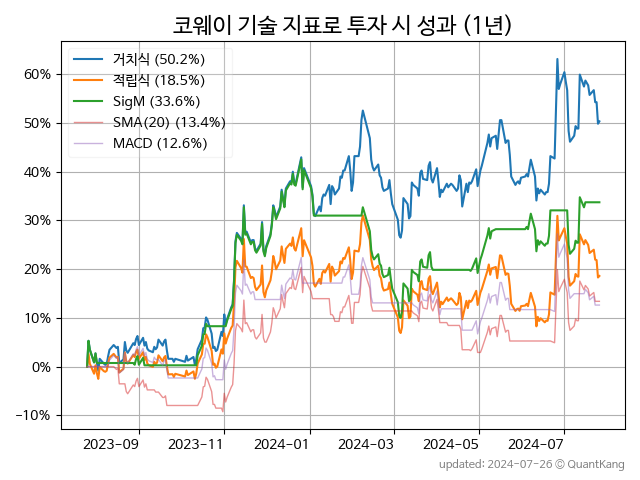 코웨이 기술 지표로 투자 시 성과 (1년)
거치식 (50.2%)
적립식 (18.5%)
SigM (33.6%)
SMA(20) (13.4%)
MACD (12.6%)
60%
50%
40%
30%
20%
10%
0%
−10%
2023−09 2023−11 2024−01 2024−03 2024−05 2024−07
updated: 2024-07-26 © QuantKang